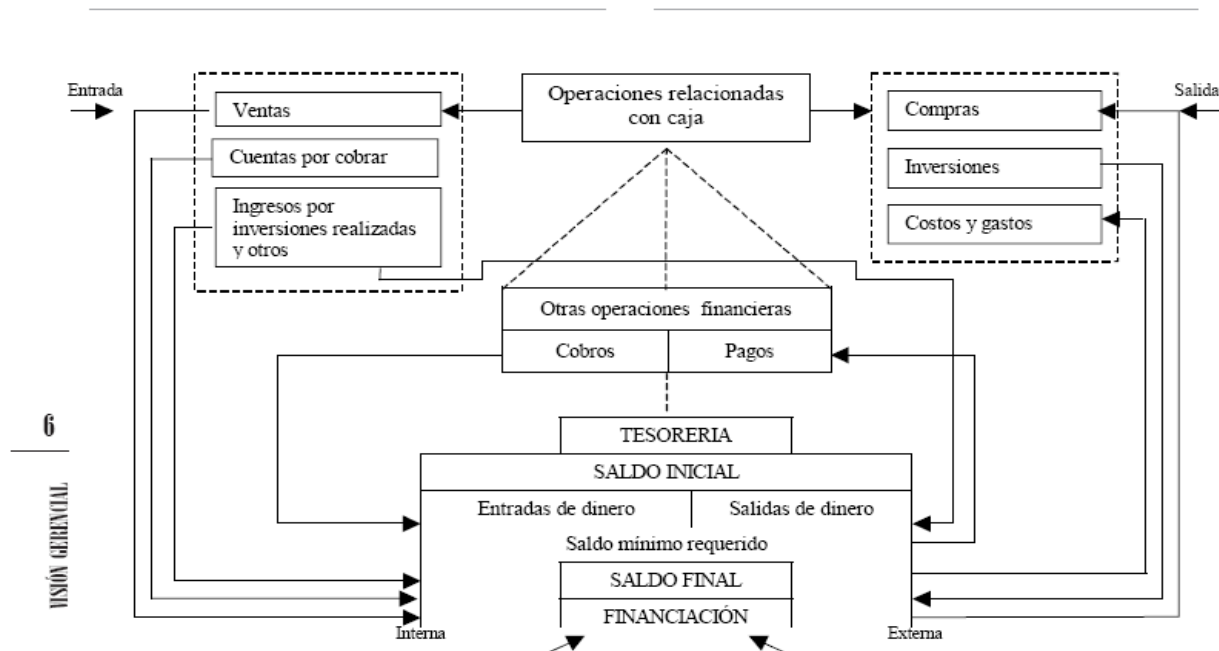 Entrada
Ventas
Cuentas por cobrar
Ingresos por
inversiones realizadas
y otros
Operaciones relacionadas
con caja
Salida
Compras
Inversiones
Costos y gastos
Otras operaciones financieras
Cobros
Pagos
TESORERIA
SALDO INICIAL
Entradas de dinero
Salidas de dinero
Saldo mínimo requerido
SALDO FINAL
FINANCIACIÓN
Interna
Externa
6
VISIÓN GERENCIAL